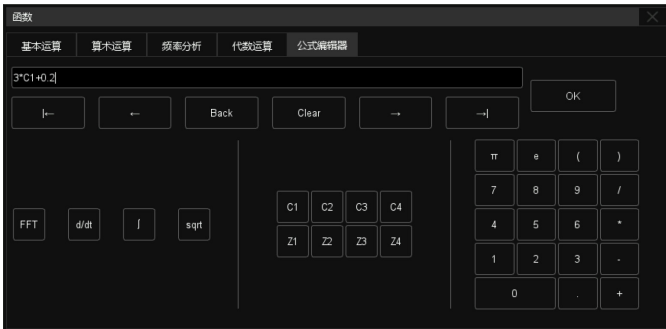 函数
基本运算 算术运算 频率分析 代数运算 公式编辑器
3*C1+0.2
OK
|← ← Back Clear → →|
π e ( )
7 8 9 /
C1 C2 C3 C4
FFT d/dt ∫ sqrt
4 5 6 *
Z1 Z2 Z3 Z4
1 2 3 -
0 . +